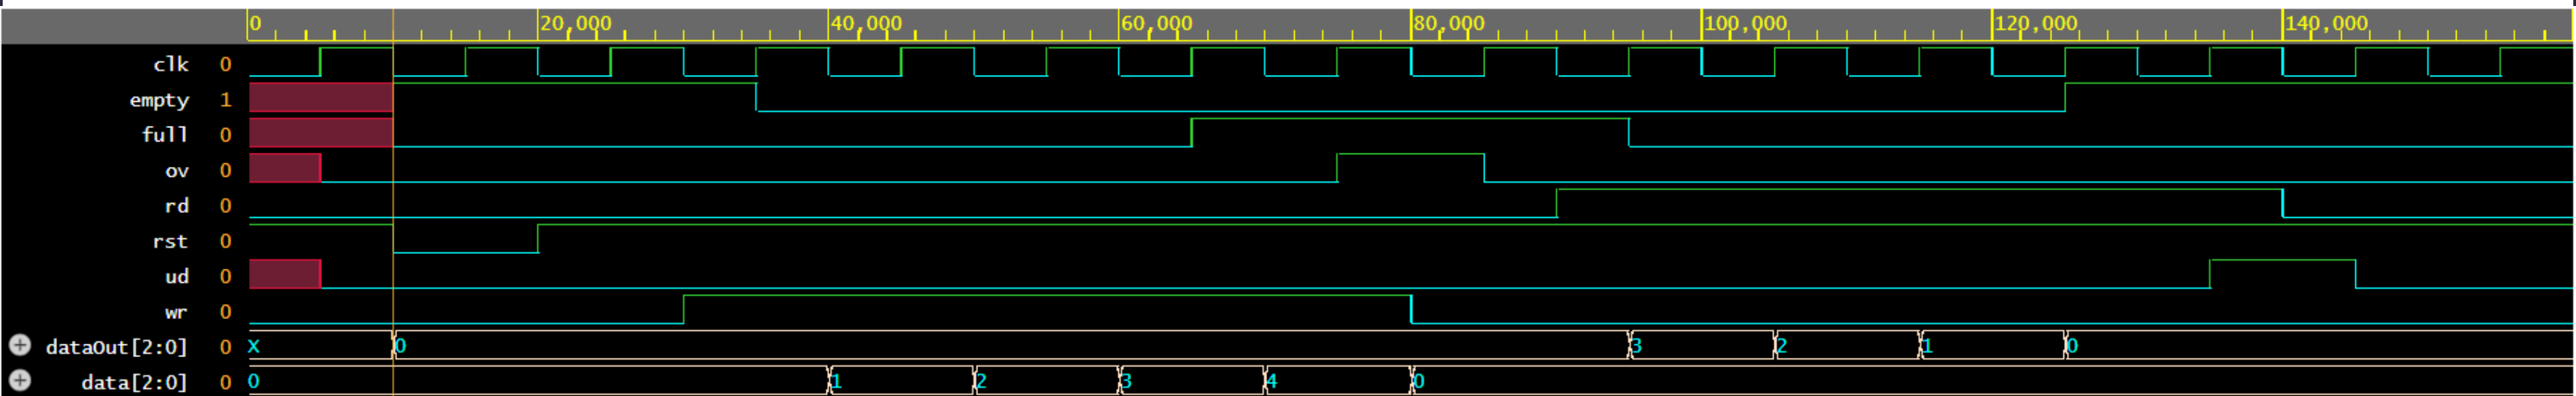 0 20,000 40,000 60,000 80,000 100,000 120,000 140,000
clk 0
empty 1
full 0
ov 0
rd 0
rst 0
ud 0
wr 0
dataOut[2:0] 0 X 0 3 2 1 0
data[2:0] 0 0 1 2 3 4 0